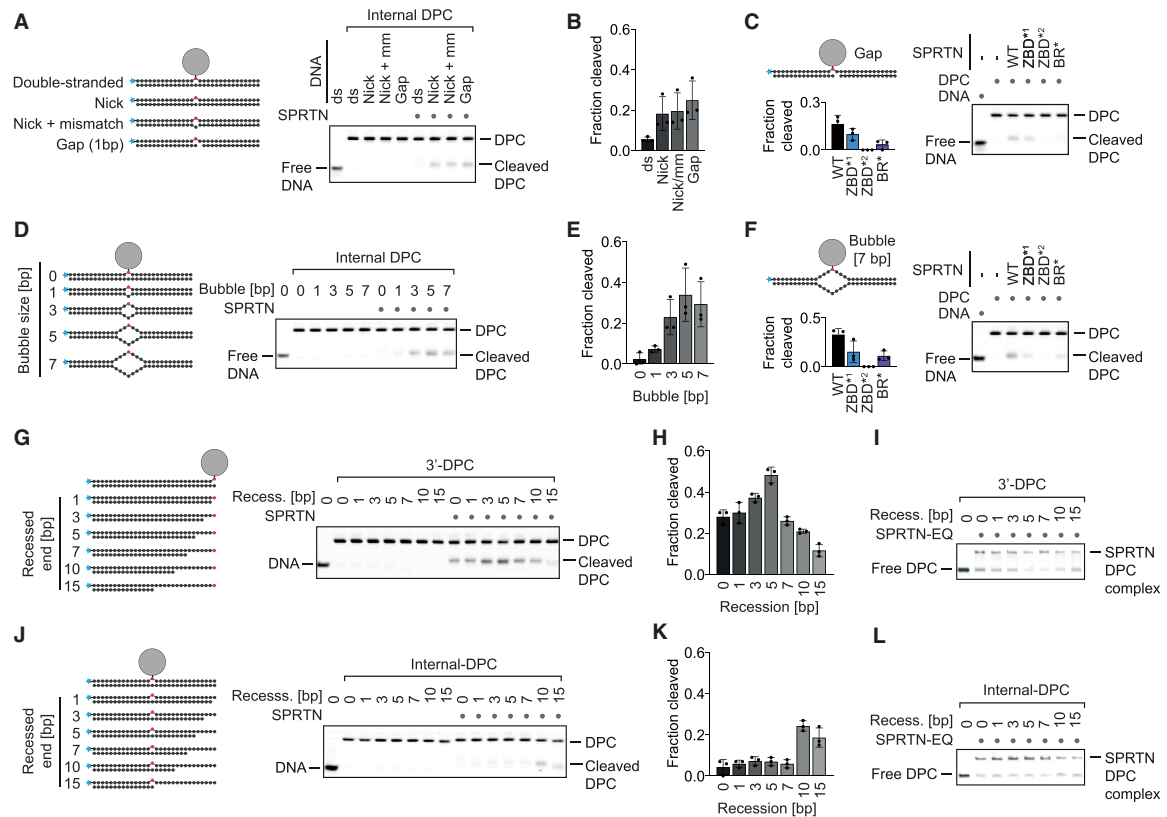 A
Double-stranded
Nick
Nick + mismatch
Gap (1bp)
Internal DPC
DNA
ds ds Nick Nick + mm Gap ds Nick Nick + mm Gap
SPRTN
Free DNA
DPC
Cleaved DPC
B
Fraction cleaved
0.6
0.4
0.2
0.0
ds Nick Nick/mm Gap
C
Gap
Fraction cleaved
0.3
0.0
WT ZBD*1 ZBD*2 BR*
SPRTN - - WT ZBD*1 ZBD*2 BR*
DPC
DNA
Free DNA
DPC
Cleaved DPC
D
Bubble size [bp]
0
1
3
5
7
Internal DPC
Bubble [bp] 0 0 1 3 5 7 0 1 3 5 7
SPRTN
Free DNA
DPC
Cleaved DPC
E
Fraction cleaved
0.6
0.4
0.2
0.0
0 1 3 5 7
Bubble [bp]
F
Bubble [7 bp]
Fraction cleaved
0.5
0.0
WT ZBD*1 ZBD*2 BR*
SPRTN - - WT ZBD*1 ZBD*2 BR*
DPC
DNA
Free DNA
DPC
Cleaved DPC
G
Recessed end [bp]
1
3
5
7
10
15
3'-DPC
Recess. [bp] 0 0 1 3 5 7 10 15 0 1 3 5 7 10 15
SPRTN
DNA
DPC
Cleaved DPC
H
Fraction cleaved
0.6
0.4
0.2
0.0
0 1 3 5 7 10 15
Recession [bp]
I
3'-DPC
Recess. [bp] 0 0 1 3 5 7 10 15
SPRTN-EQ
Free DPC
SPRTN DPC complex
J
Recessed end [bp]
1
3
5
7
10
15
Internal-DPC
Recesss. [bp] 0 0 1 3 5 7 10 15 0 1 3 5 7 10 15
SPRTN
DNA
DPC
Cleaved DPC
K
Fraction cleaved
0.6
0.4
0.2
0.0
0 1 3 5 7 10 15
Recession [bp]
L
Internal-DPC
Recess. [bp] 0 0 1 3 5 7 10 15
SPRTN-EQ
Free DPC
SPRTN DPC complex